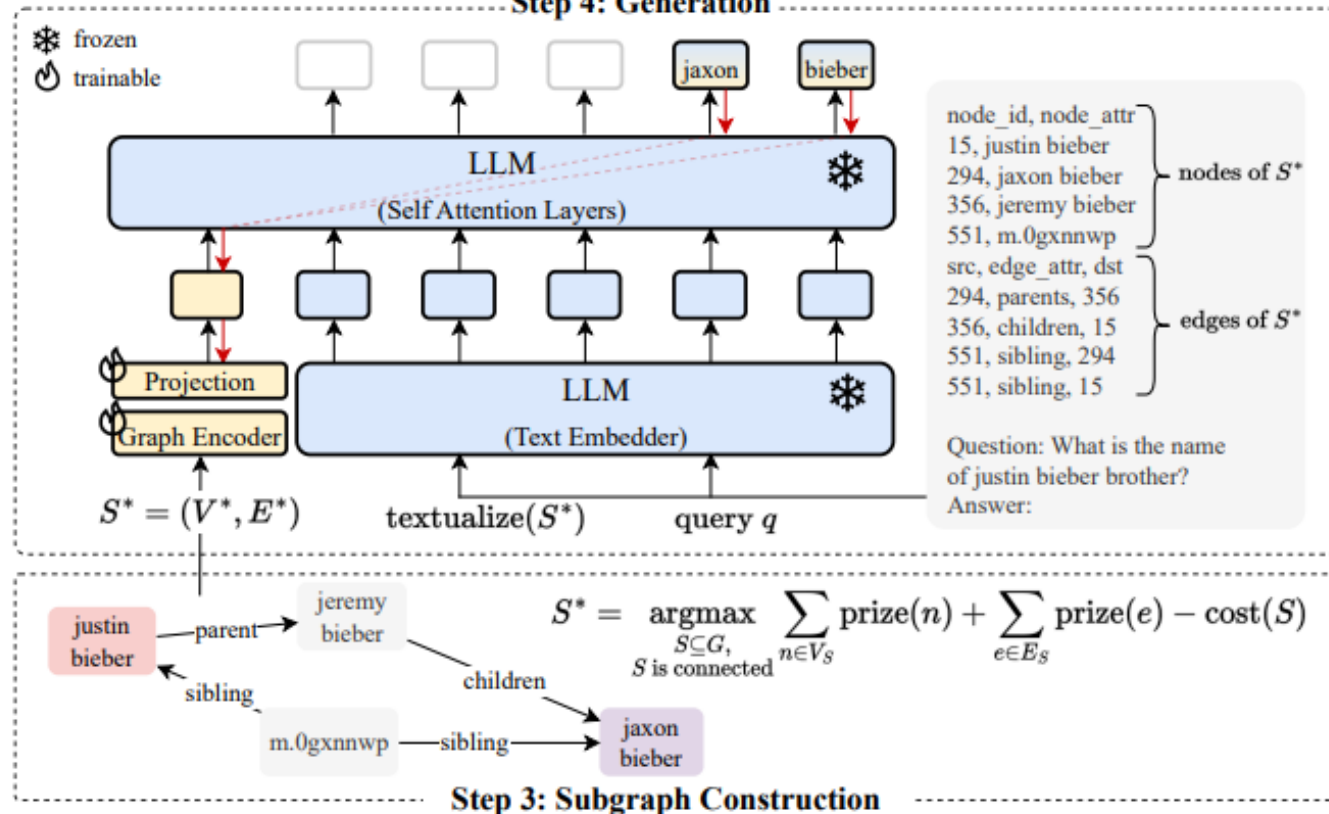 Step 4: Generation
frozen
trainable
jaxon
bieber
LLM
(Self Attention Layers)
Projection
Graph Encoder
LLM
(Text Embedder)
S* = (V*, E*)
textualize(S*)
query q
node_id, node_attr
15, justin bieber
294, jaxon bieber
356, jeremy bieber
551, m.0gxnnwp
nodes of S*
src, edge_attr, dst
294, parents, 356
356, children, 15
551, sibling, 294
551, sibling, 15
edges of S*
Question: What is the name
of justin bieber brother?
Answer:
justin
bieber
parent
jeremy
bieber
children
sibling
m.0gxnnwp
sibling
jaxon
bieber
S* = argmax ∑ prize(n) + ∑ prize(e) − cost(S)
S⊆G, n∈V_S e∈E_S
S is connected
Step 3: Subgraph Construction